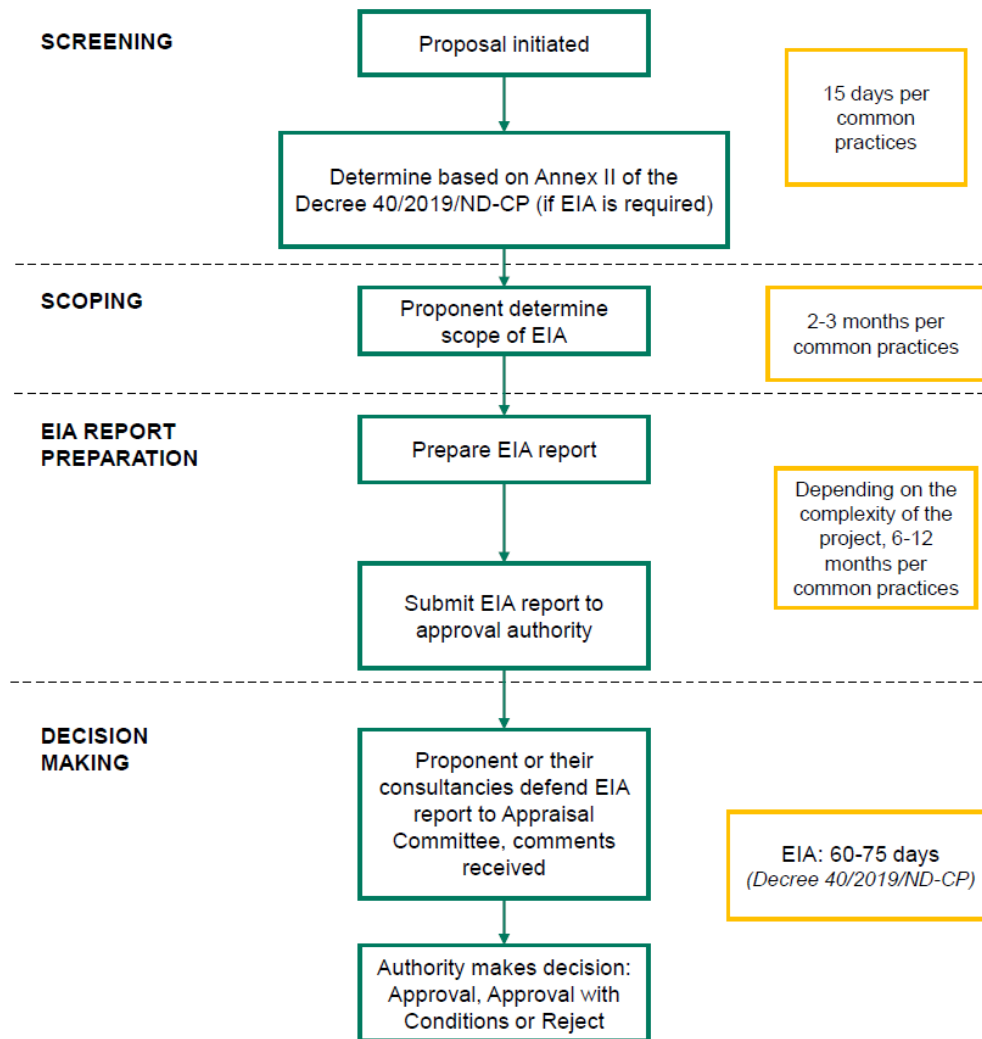 SCREENING
Proposal initiated
15 days per
common
practices
Determine based on Annex II of the
Decree 40/2019/ND-CP (if EIA is required)
SCOPING
Proponent determine
scope of EIA
2-3 months per
common practices
EIA REPORT
PREPARATION
Prepare EIA report
Depending on the
complexity of the
project, 6-12
months per
common practices
Submit EIA report to
approval authority
DECISION
MAKING
Proponent or their
consultancies defend EIA
report to Appraisal
Committee, comments
received
EIA: 60-75 days
(Decree 40/2019/ND-CP)
Authority makes decision:
Approval, Approval with
Conditions or Reject